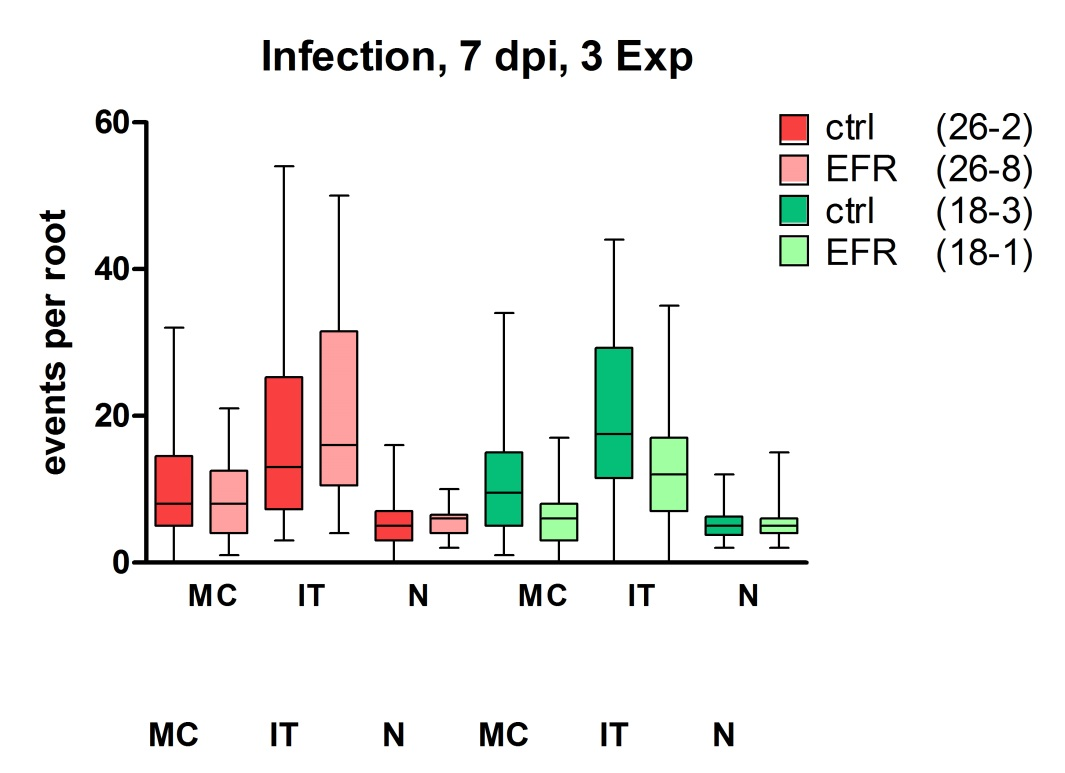 Infection, 7 dpi, 3 Exp
60
40
20
0
events per root
ctrl (26-2)
EFR (26-8)
ctrl (18-3)
EFR (18-1)
MC IT N MC IT N
MC IT N MC IT N